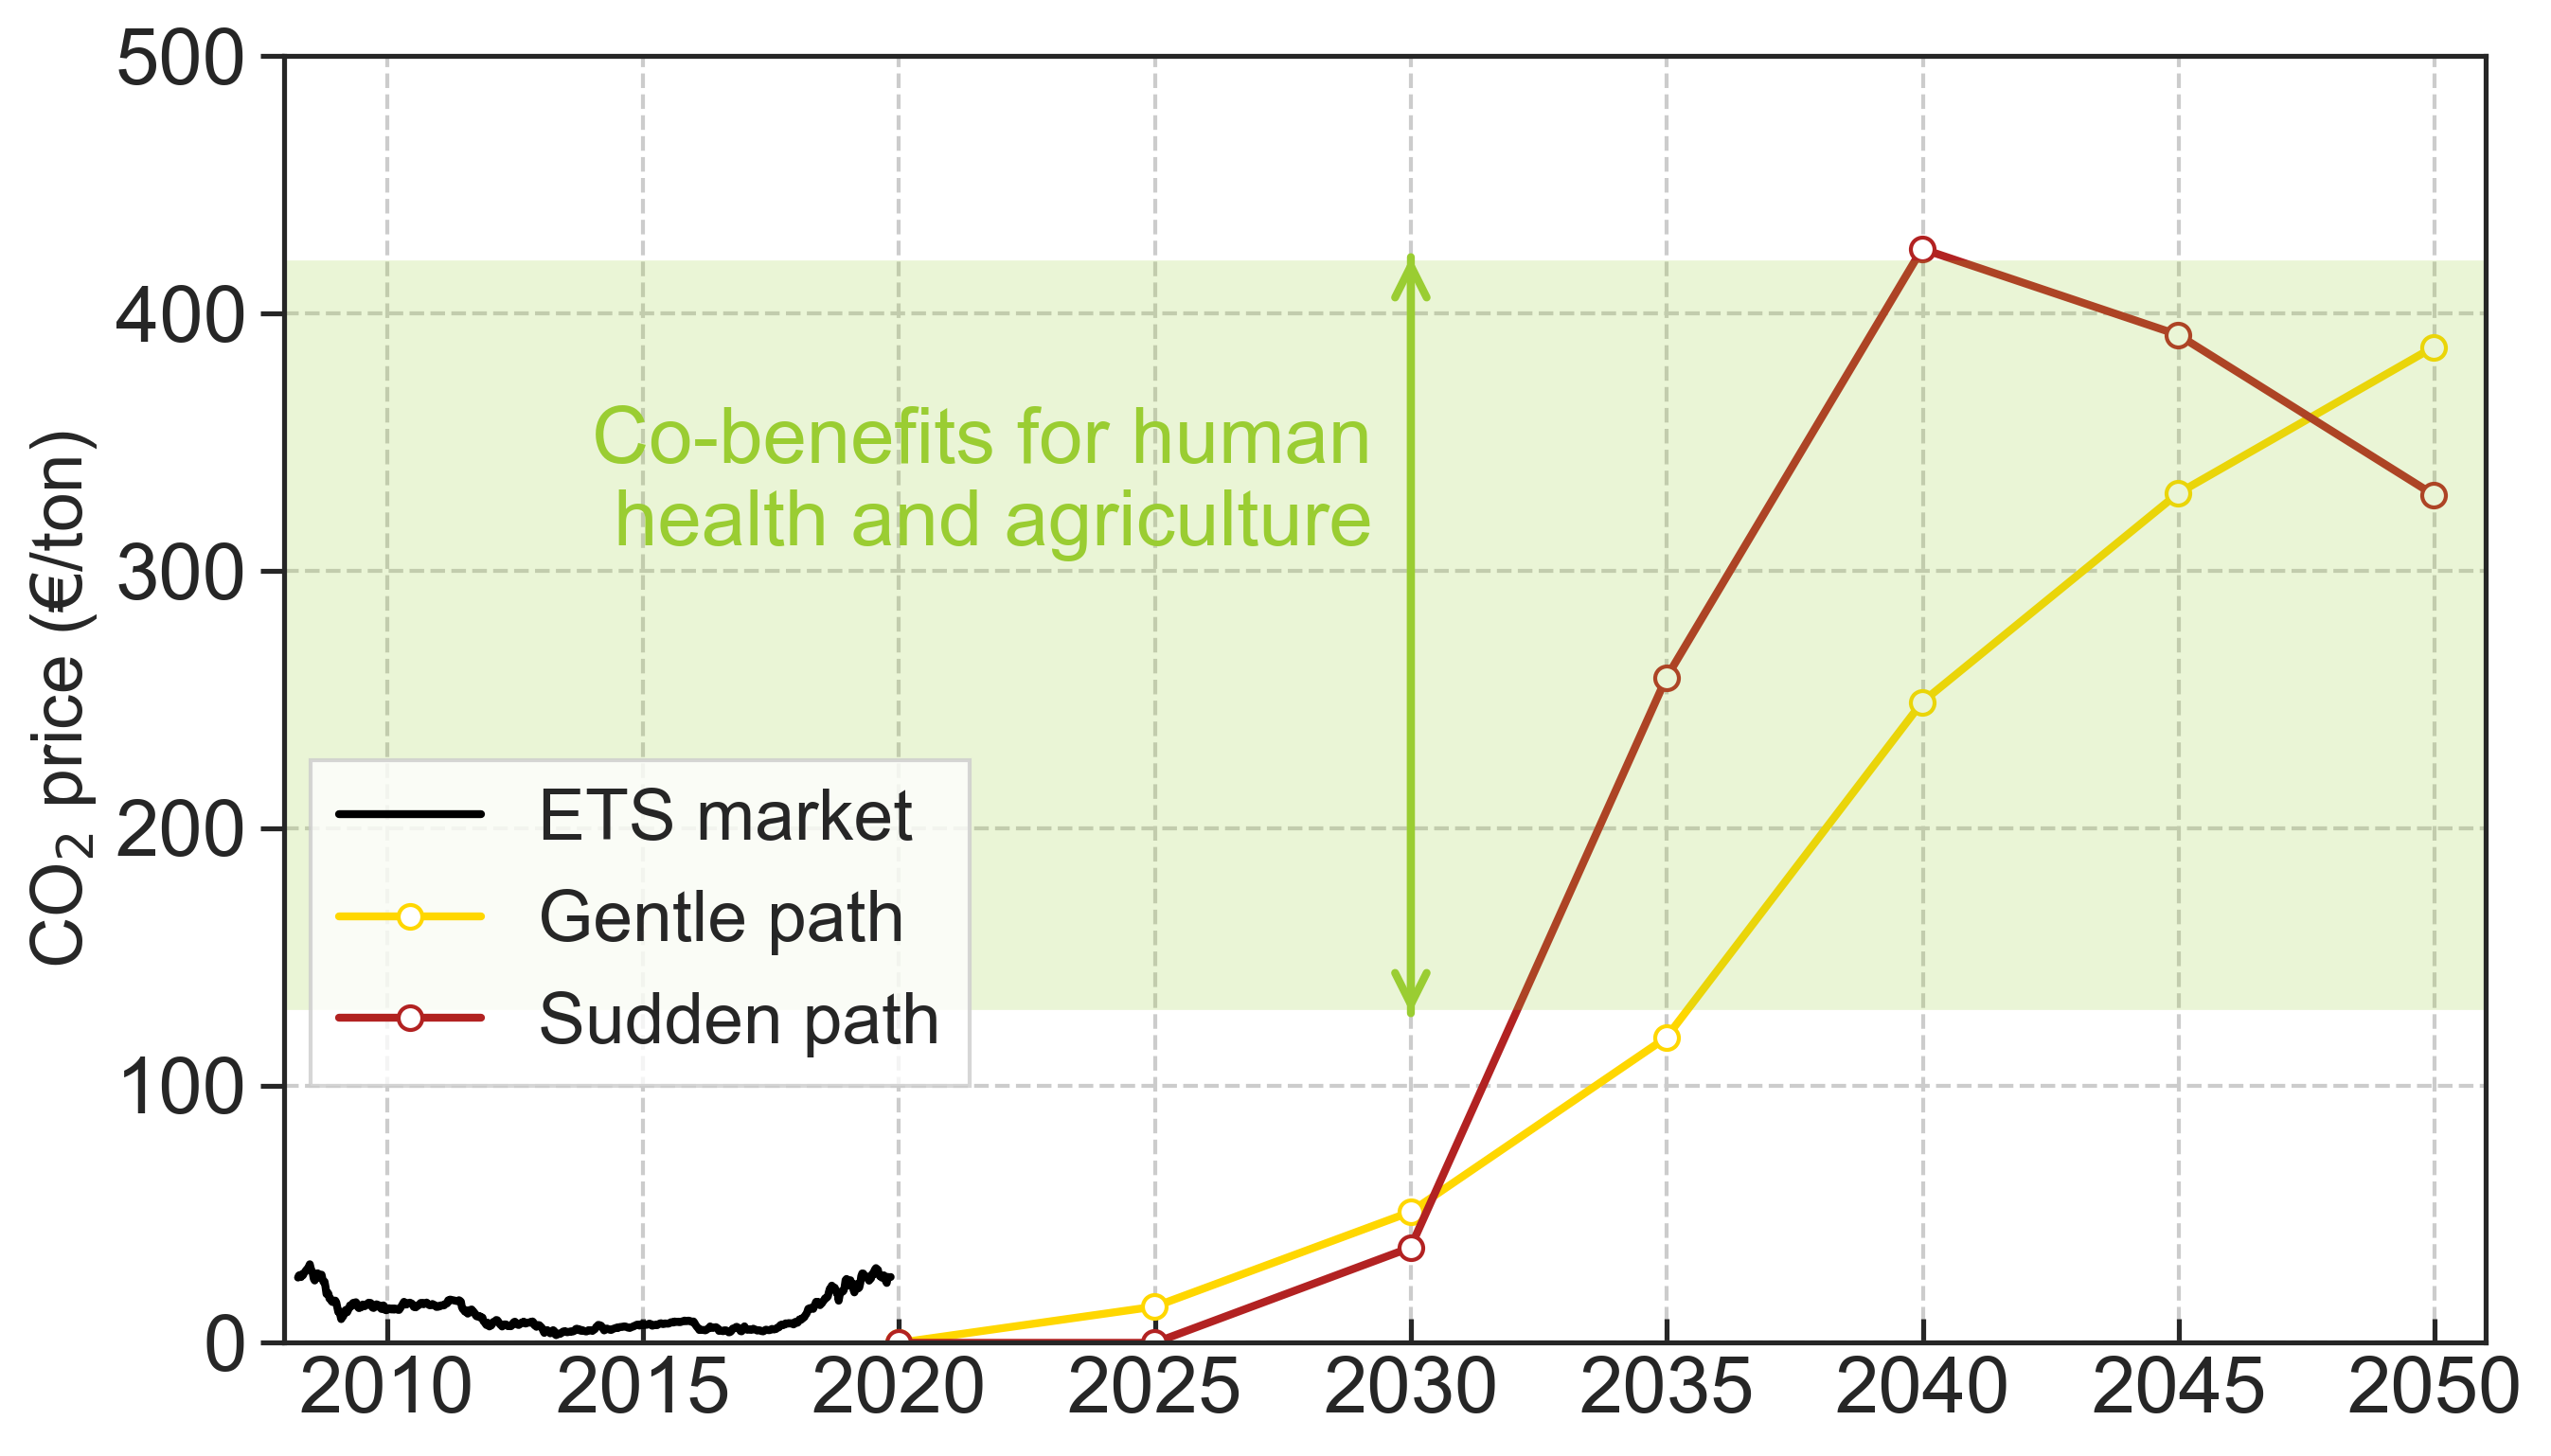 500
400
300
200
100
0
CO₂ price (€/ton)
Co-benefits for human
health and agriculture
ETS market
Gentle path
Sudden path
2010 2015 2020 2025 2030 2035 2040 2045 2050